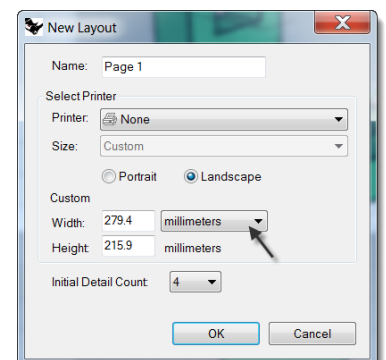 New Layout
Name: Page 1
Select Printer
Printer: None
Size: Custom
Portrait Landscape
Custom
Width: 279.4 millimeters
Height: 215.9 millimeters
Initial Detail Count: 4
OK Cancel